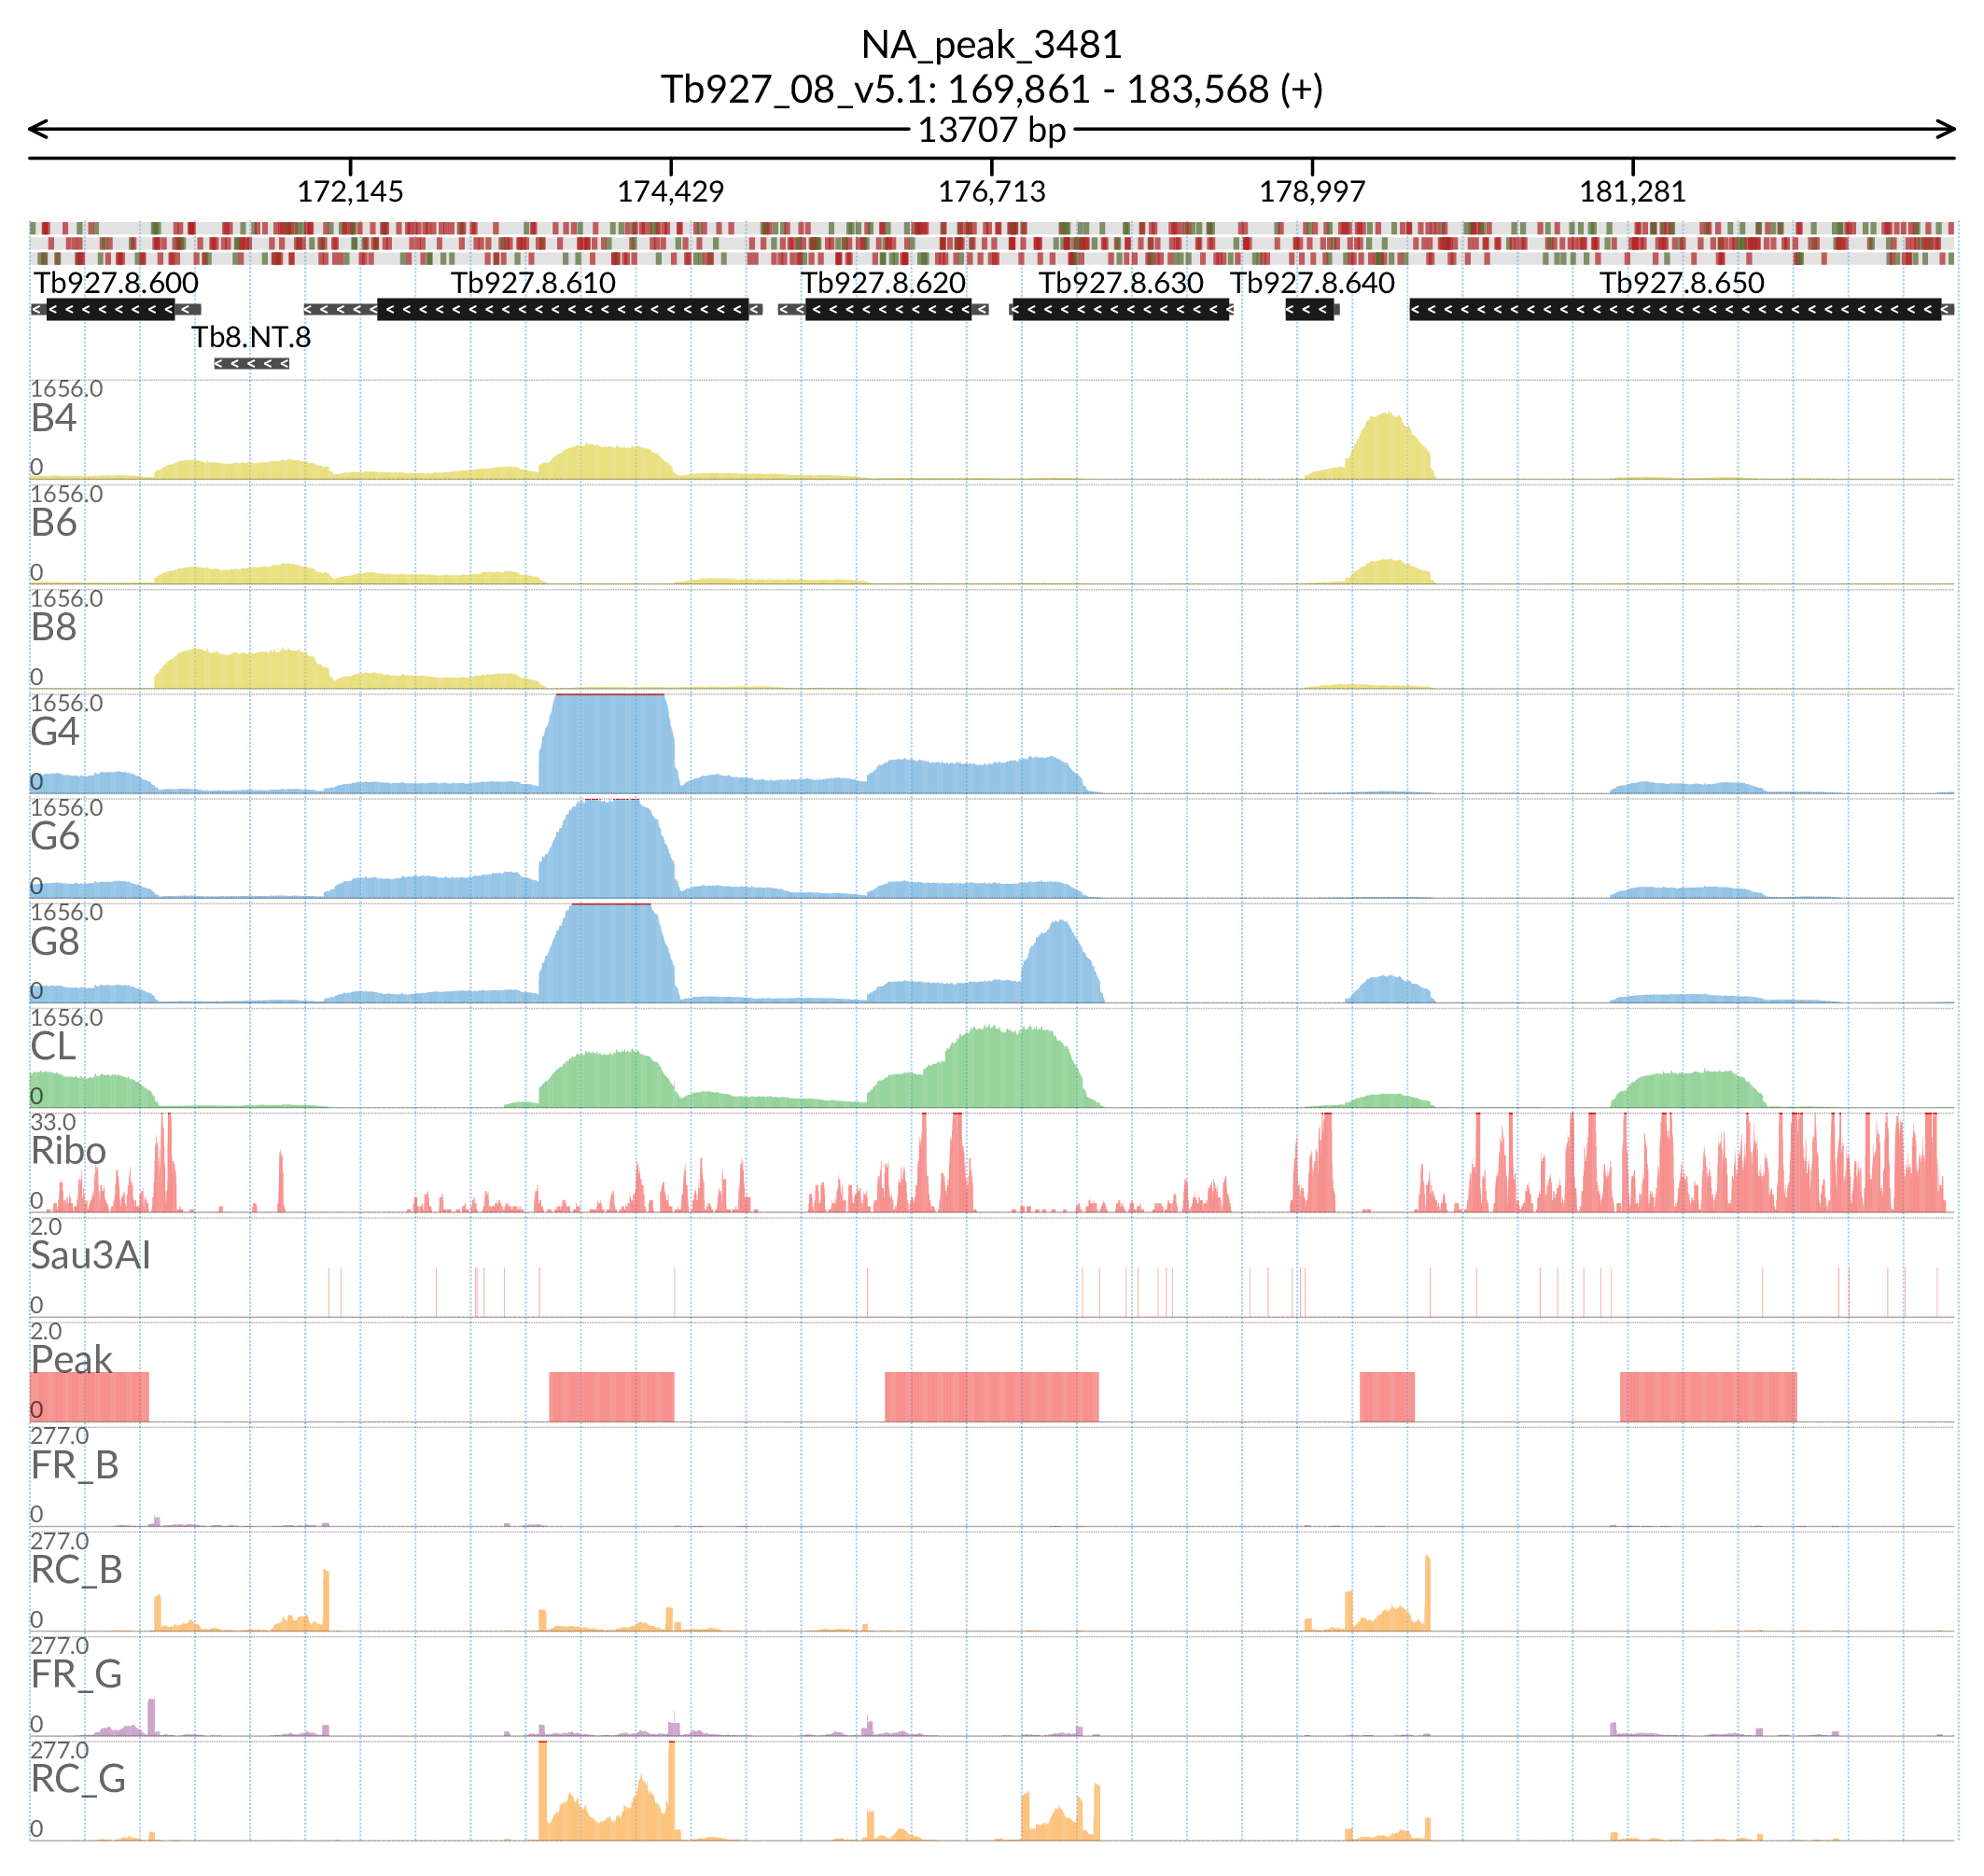 NA_peak_3481
Tb927_08_v5.1: 169,861 - 183,568 (+)
13707 bp
172,145 174,429 176,713 178,997 181,281
Tb927.8.600 Tb927.8.610 Tb927.8.620 Tb927.8.630 Tb927.8.640 Tb927.8.650
Tb8.NT.8
1656.0
B4
0
1656.0
B6
0
1656.0
B8
0
1656.0
G4
0
1656.0
G6
0
1656.0
G8
0
1656.0
CL
0
33.0
Ribo
0
2.0
Sau3AI
0
2.0
Peak
0
277.0
FR_B
0
277.0
RC_B
0
277.0
FR_G
0
277.0
RC_G
0